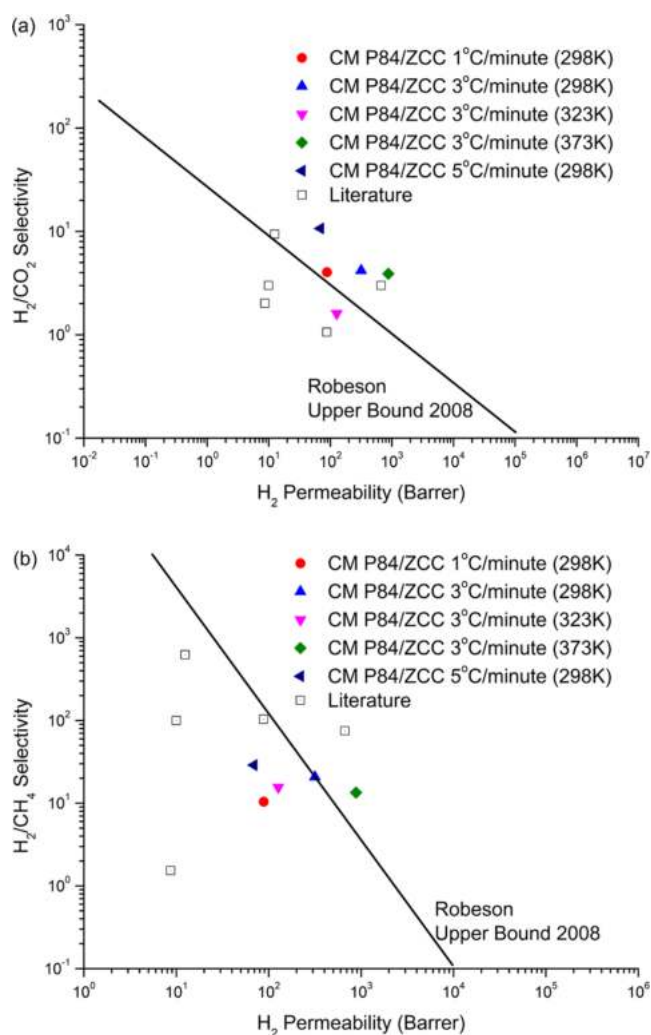 (a)
10^3
10^2
10^1
10^0
10^-1
H2/CO2 Selectivity
CM P84/ZCC 1°C/minute (298K)
CM P84/ZCC 3°C/minute (298K)
CM P84/ZCC 3°C/minute (323K)
CM P84/ZCC 3°C/minute (373K)
CM P84/ZCC 5°C/minute (298K)
Literature
Robeson
Upper Bound 2008
10^-2 10^-1 10^0 10^1 10^2 10^3 10^4 10^5 10^6 10^7
H2 Permeability (Barrer)
(b)
10^4
10^3
10^2
10^1
10^0
10^-1
H2/CH4 Selectivity
CM P84/ZCC 1°C/minute (298K)
CM P84/ZCC 3°C/minute (298K)
CM P84/ZCC 3°C/minute (323K)
CM P84/ZCC 3°C/minute (373K)
CM P84/ZCC 5°C/minute (298K)
Literature
Robeson
Upper Bound 2008
10^0 10^1 10^2 10^3 10^4 10^5 10^6
H2 Permeability (Barrer)